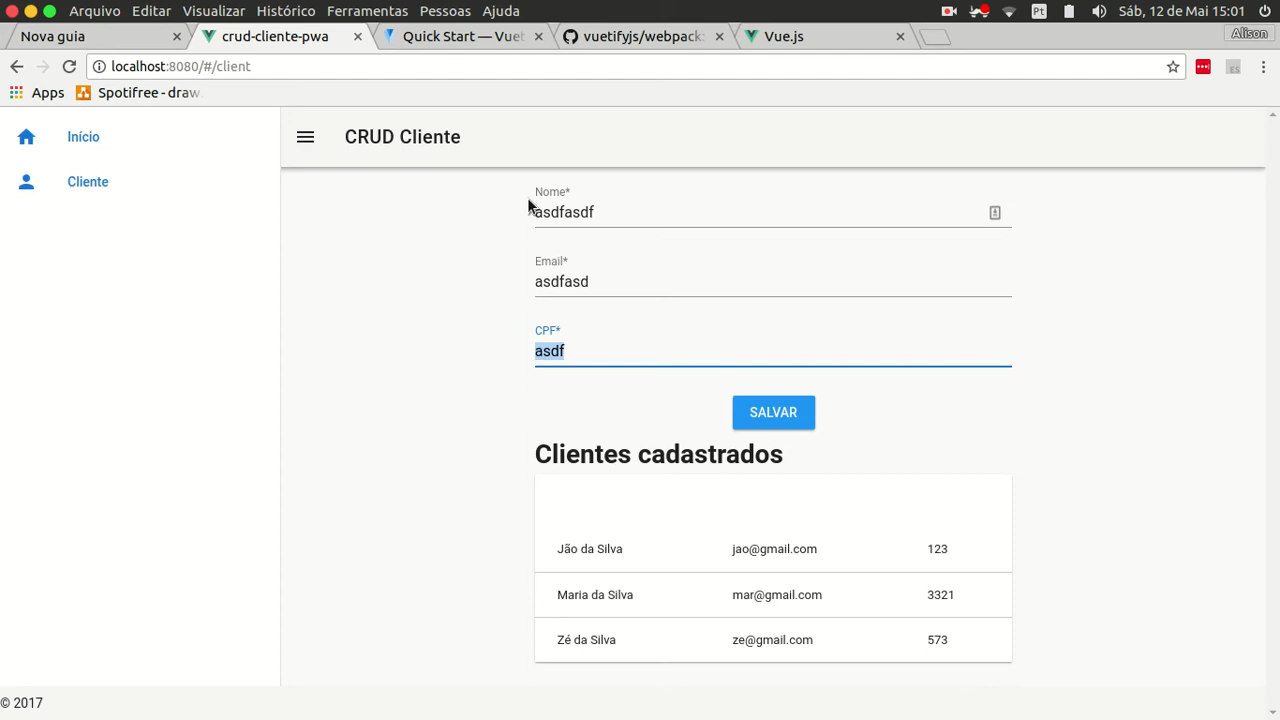 Arquivo Editar Visualizar Histórico Ferramentas Pessoas Ajuda Pt Sáb, 12 de Mai 15:01
Nova guia crud-cliente-pwa Quick Start — Vuet vuetifyjs/webpack Vue.js Alison
localhost:8080/#/client
Apps Spotifree - draw
Início
Cliente
CRUD Cliente
Nome*
asdfasdf
Email*
asdfasd
CPF*
asdf
SALVAR
Clientes cadastrados
Jão da Silva jao@gmail.com 123
Maria da Silva mar@gmail.com 3321
Zé da Silva ze@gmail.com 573
© 2017